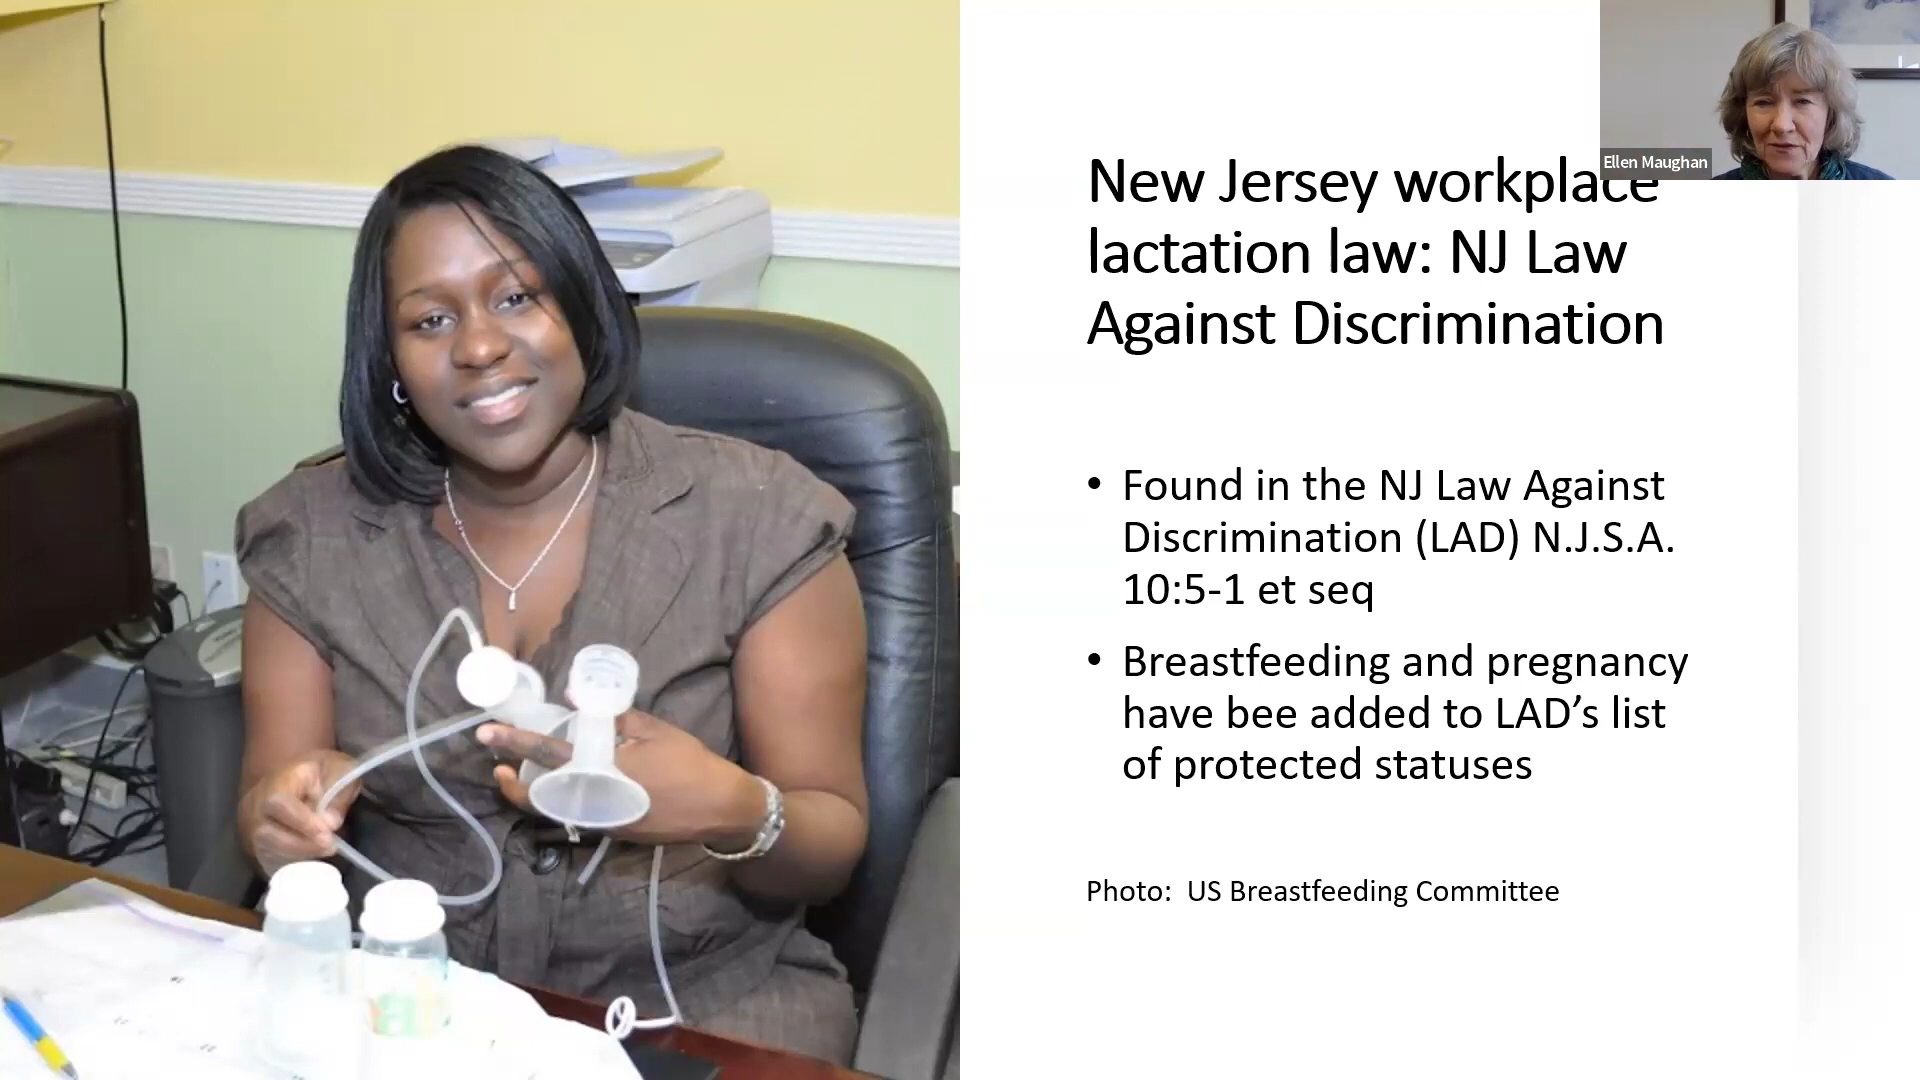 Ellen Maughan
New Jersey workplace
lactation law: NJ Law
Against Discrimination
• Found in the NJ Law Against
Discrimination (LAD) N.J.S.A.
10:5-1 et seq
• Breastfeeding and pregnancy
have bee added to LAD’s list
of protected statuses
Photo:  US Breastfeeding Committee